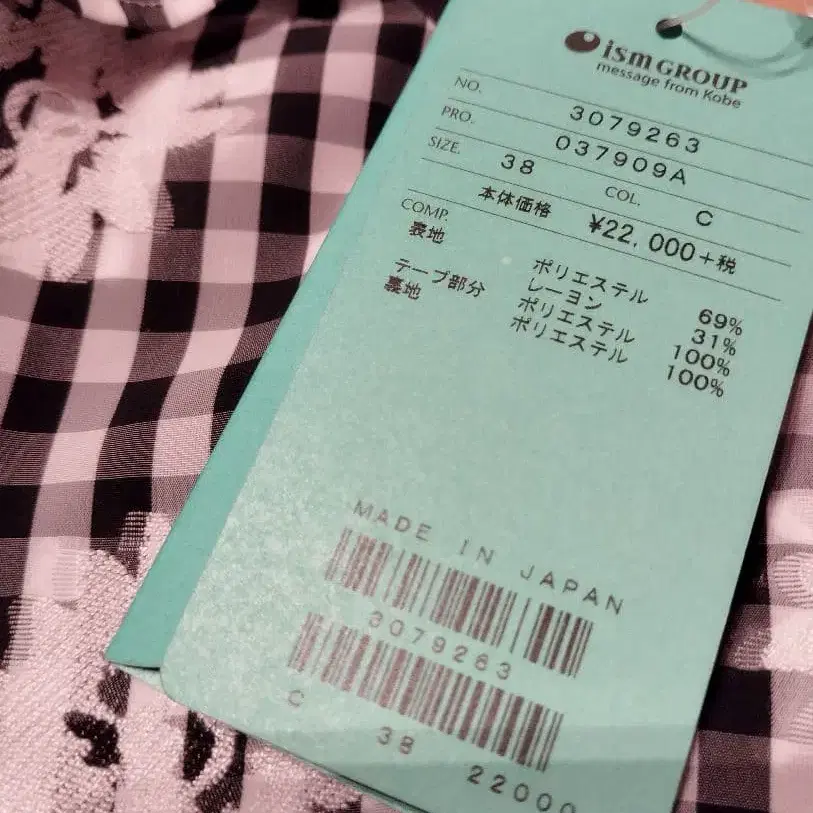 ism GROUP
message from Kobe
NO. 3079263
PRO. 037909A
SIZE. 38 COL. C
本体価格 ¥22,000+税
COMP.
表地 ポリエステル 69%
レーヨン 31%
テープ部分 ポリエステル 100%
裏地 ポリエステル 100%
MADE IN JAPAN
3079263
C 38 22000